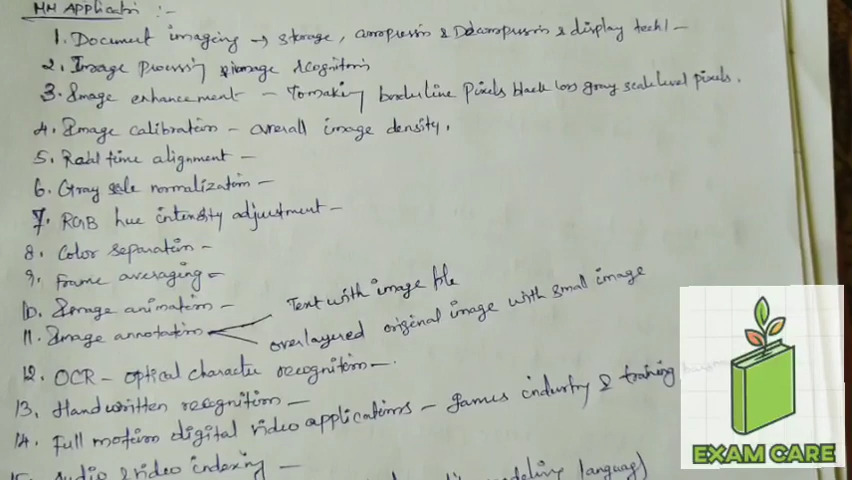 MM Application :-
1. Document imageing → storage, compression & Decompression & display tech! -
2. Image Processing & image recognition
3. Image enhancement - To making borderline Pixels black less gray scale level pixels.
4. Image calibration - overall image density.
5. Real time alignment -
6. Gray scale normalization -
7. RGB hue intensity adjustment -
8. Color separation -
9. Frame averaging -
10. Image animation -
Text with image file
11. Image annotation
overlayered original image with small image
12. OCR - optical character recognition -
13. Handwritten recognition -
14. Full motion digital video applications - games industry & training
15. Audio & video indexing -
modeling language)
EXAM CARE